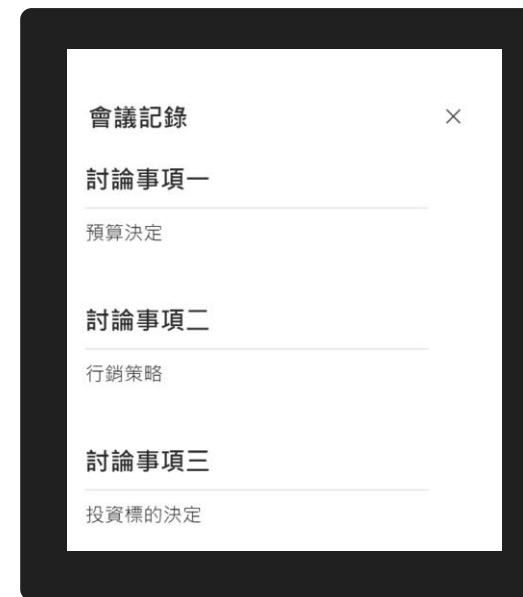 會議記錄
討論事項一
預算決定
討論事項二
行銷策略
討論事項三
投資標的決定